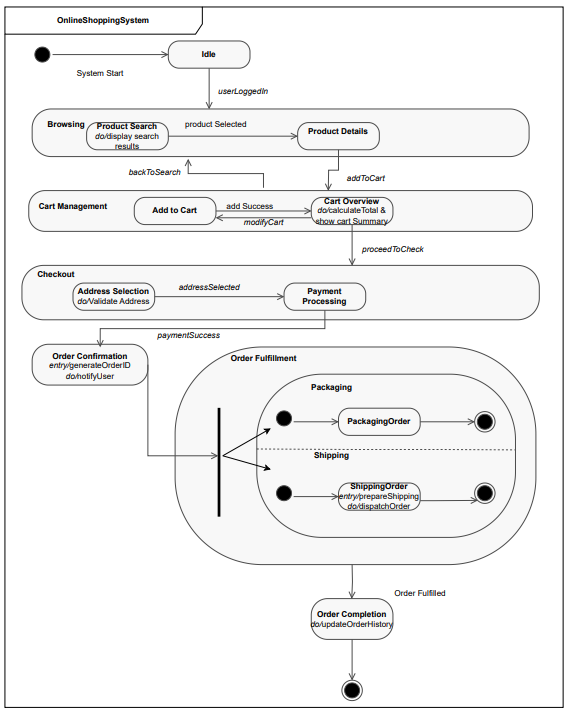 OnlineShoppingSystem
Idle
System Start
userLoggedIn
Browsing
Product Search
do/display search
results
product Selected
Product Details
backToSearch
addToCart
Cart Management
Add to Cart
add Success
modifyCart
Cart Overview
do/calculateTotal &
show cart Summary
proceedToCheck
Checkout
Address Selection
do/Validate Address
addressSelected
Payment
Processing
paymentSuccess
Order Confirmation
entry/generateOrderID
do/notifyUser
Order Fulfillment
Packaging
PackagingOrder
Shipping
ShippingOrder
entry/prepareShipping
do/dispatchOrder
Order Fulfilled
Order Completion
do/updateOrderHistory